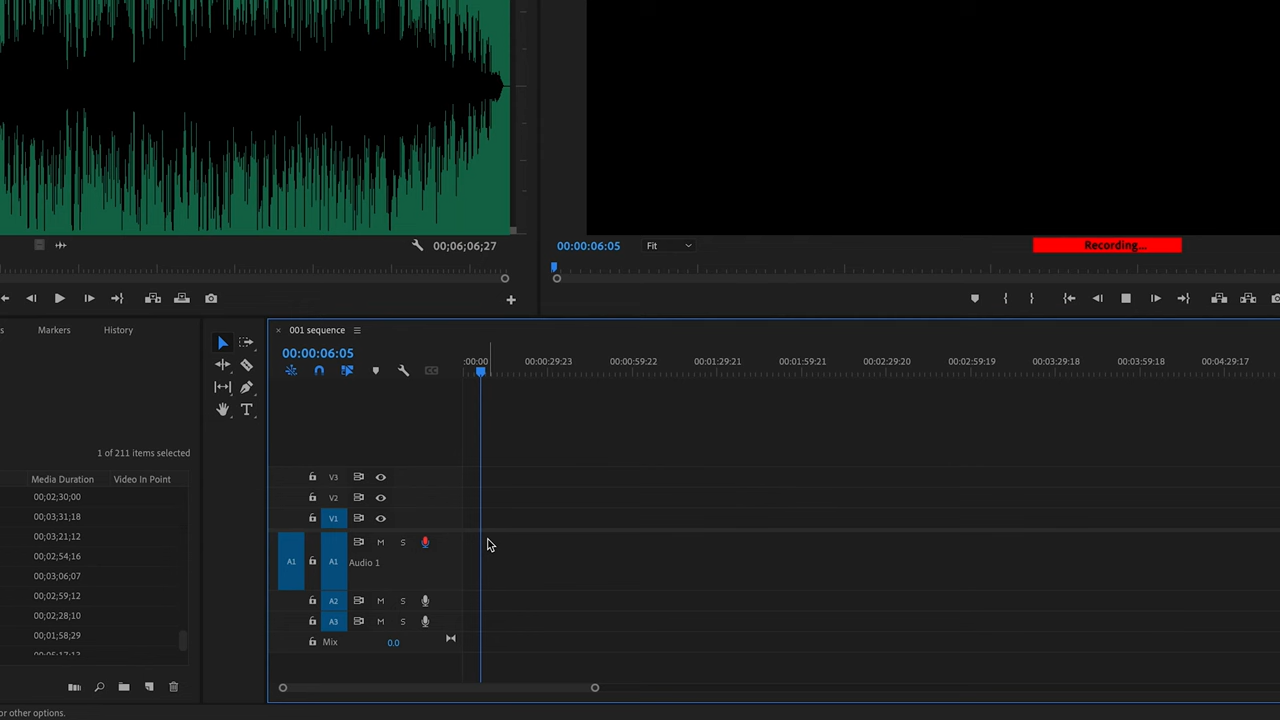 00;06;06;27
00:00:06:05
Fit
Recording...
s
Markers
History
1 of 211 items selected
Media Duration
Video In Point
00;02;30;00
00;03;31;18
00;03;21;12
00;02;54;16
00;03;06;07
00;02;59;12
00;02;28;10
00;01;58;29
× 001 sequence
00:00:06:05
:00:00
00:00:29:23
00:00:59:22
00:01:29:21
00:01:59:21
00:02:29:20
00:02:59:19
00:03:29:18
00:03:59:18
00:04:29:17
V3
V2
V1
A1
A1
M
S
Audio 1
A2
M
S
A3
M
S
Mix
0.0
or other options.